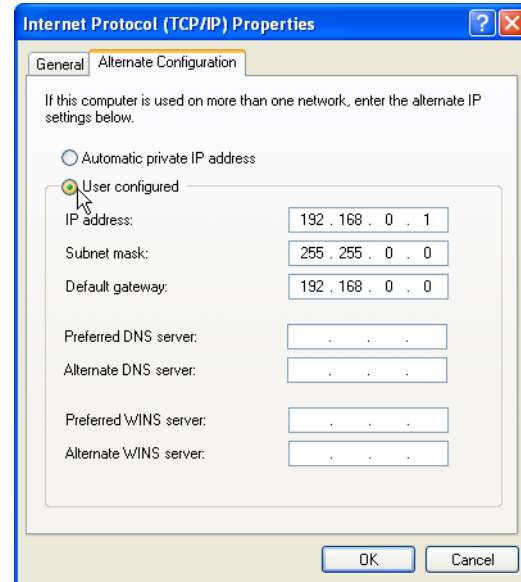 Internet Protocol (TCP/IP) Properties
General
Alternate Configuration
If this computer is used on more than one network, enter the alternate IP
settings below.
Automatic private IP address
User configured
IP address: 192 . 168 . 0 . 1
Subnet mask: 255 . 255 . 0 . 0
Default gateway: 192 . 168 . 0 . 0
Preferred DNS server: . . .
Alternate DNS server: . . .
Preferred WINS server: . . .
Alternate WINS server: . . .
OK
Cancel